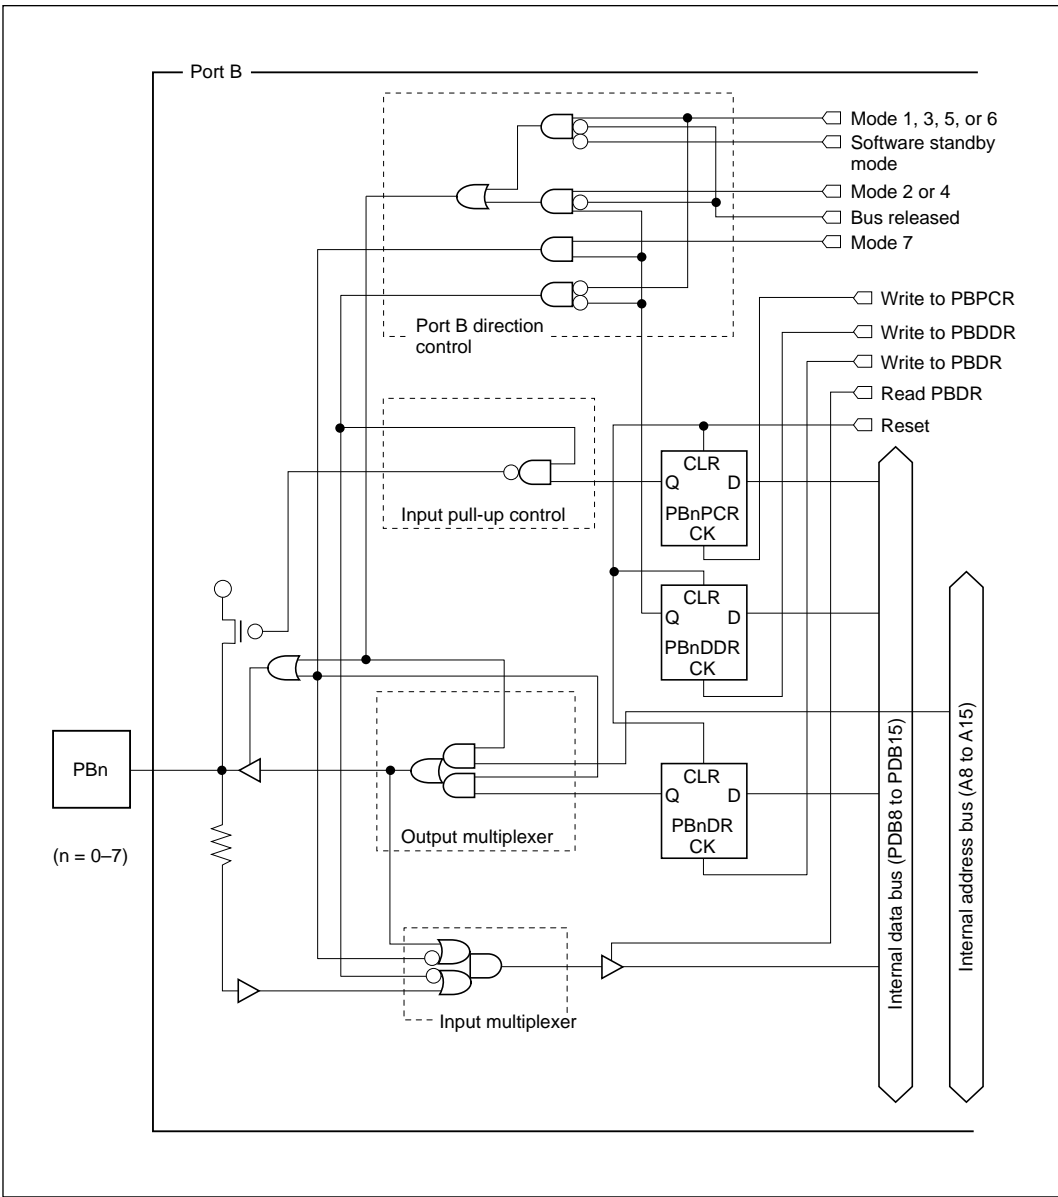 Port B
Mode 1, 3, 5, or 6
Software standby
mode
Mode 2 or 4
Bus released
Mode 7
Port B direction
control
Write to PBPCR
Write to PBDDR
Write to PBDR
Read PBDR
Reset
CLR
Q D
PBnPCR
CK
Input pull-up control
CLR
Q D
PBnDDR
CK
PBn
(n = 0–7)
CLR
Q D
PBnDR
CK
Output multiplexer
Input multiplexer
Internal data bus (PDB8 to PDB15)
Internal address bus (A8 to A15)